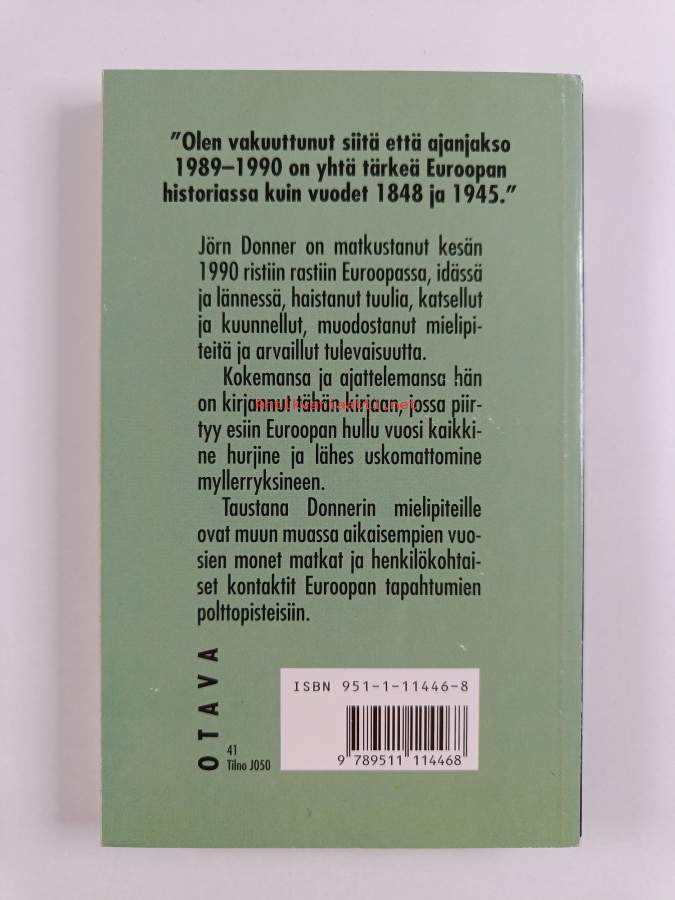 "Olen vakuuttunut siitä että ajanjakso
1989–1990 on yhtä tärkeä Euroopan
historiassa kuin vuodet 1848 ja 1945."
Jörn Donner on matkustanut kesän
1990 ristiin rastiin Euroopassa, idässä
ja lännessä, haistanut tuulia, katsellut
ja kuunnellut, muodostanut mielipi-
teitä ja arvaillut tulevaisuutta.
Kokemansa ja ajattelemansa hän
on kirjannut tähän kirjaan, jossa piir-
tyy esiin Euroopan hullu vuosi kaikki-
ne hurjine ja lähes uskomattomine
myllerryksineen.
Taustana Donnerin mielipiteille
ovat muun muassa aikaisempien vuo-
sien monet matkat ja henkilökohtai-
set kontaktit Euroopan tapahtumien
polttopisteisiin.
OTAVA
41
Tilno J050
ISBN 951-1-11446-8
9 789511 114468
Antikvariaatti.net